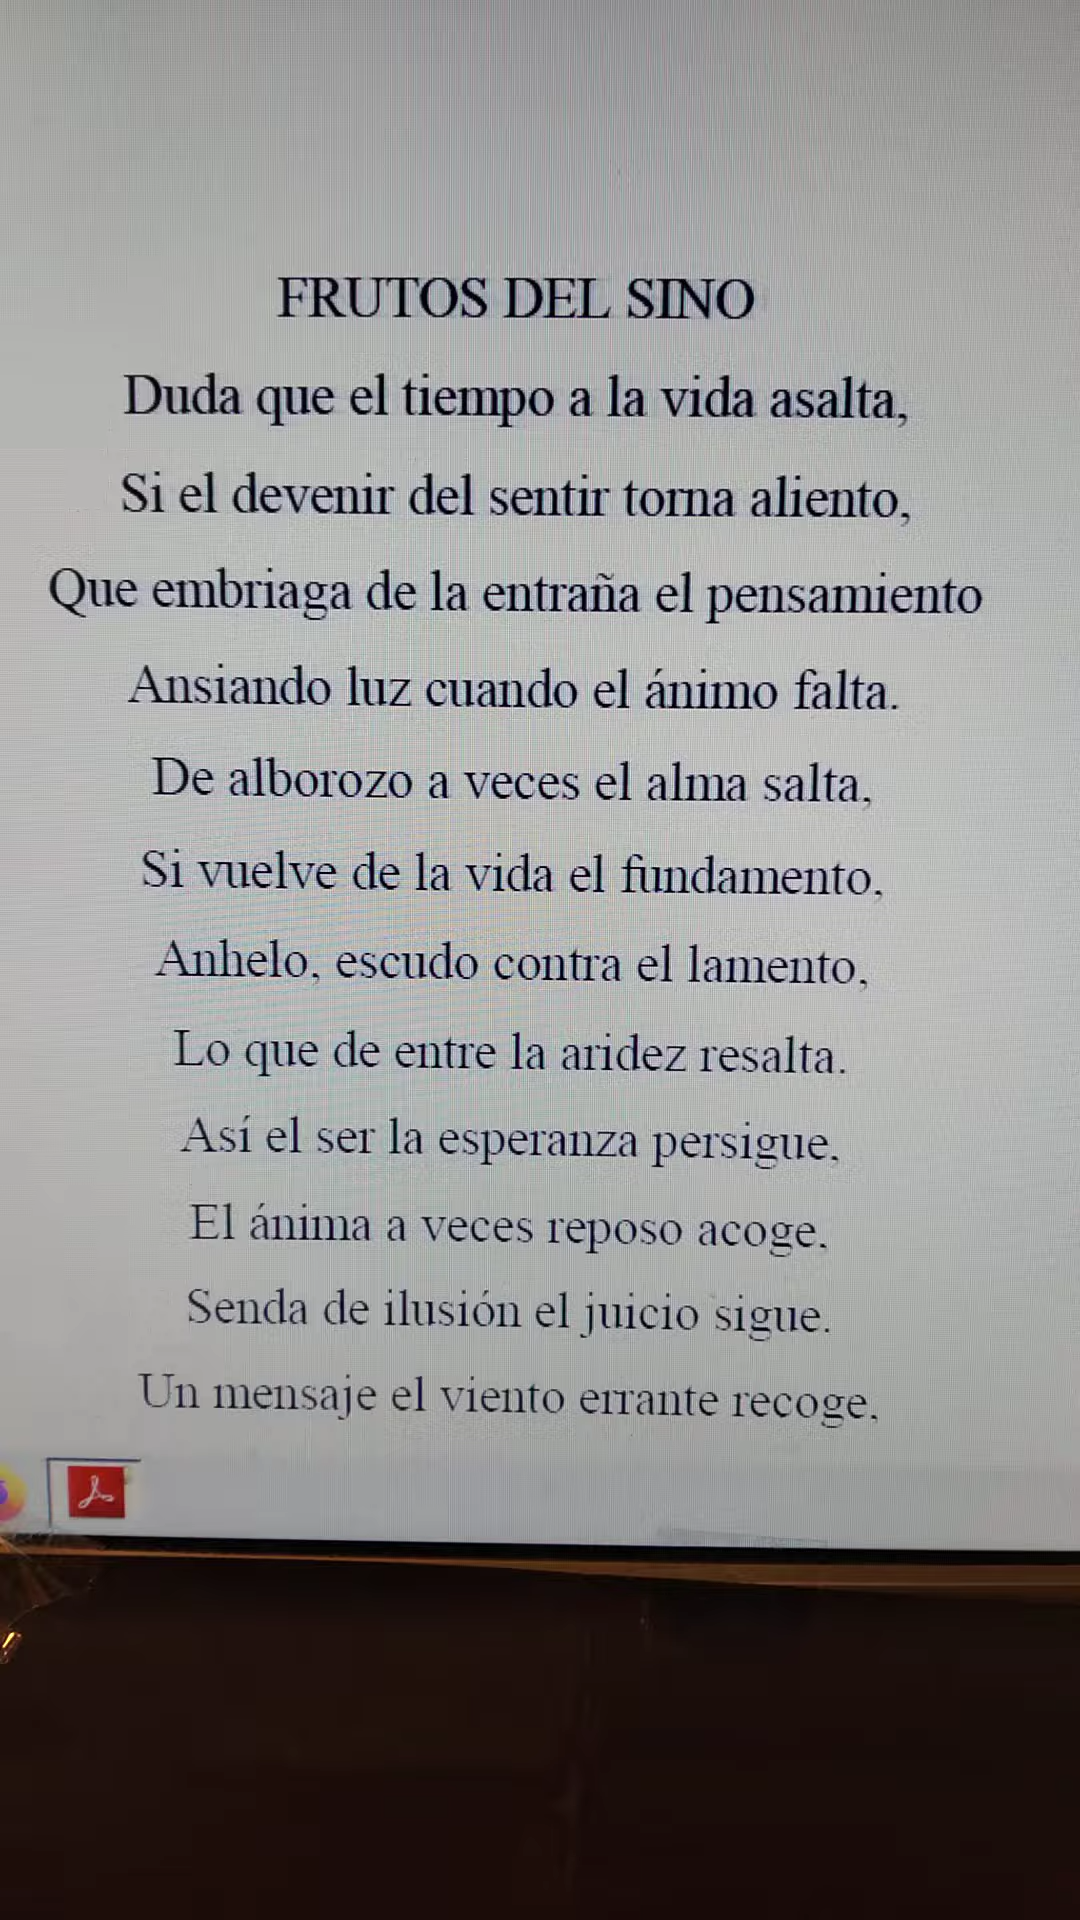 FRUTOS DEL SINO
Duda que el tiempo a la vida asalta,
Si el devenir del sentir torna aliento,
Que embriaga de la entraña el pensamiento
Ansiando luz cuando el ánimo falta.
De alborozo a veces el alma salta,
Si vuelve de la vida el fundamento,
Anhelo, escudo contra el lamento,
Lo que de entre la aridez resalta.
Así el ser la esperanza persigue,
El ánima a veces reposo acoge,
Senda de ilusión el juicio sigue.
Un mensaje el viento errante recoge,